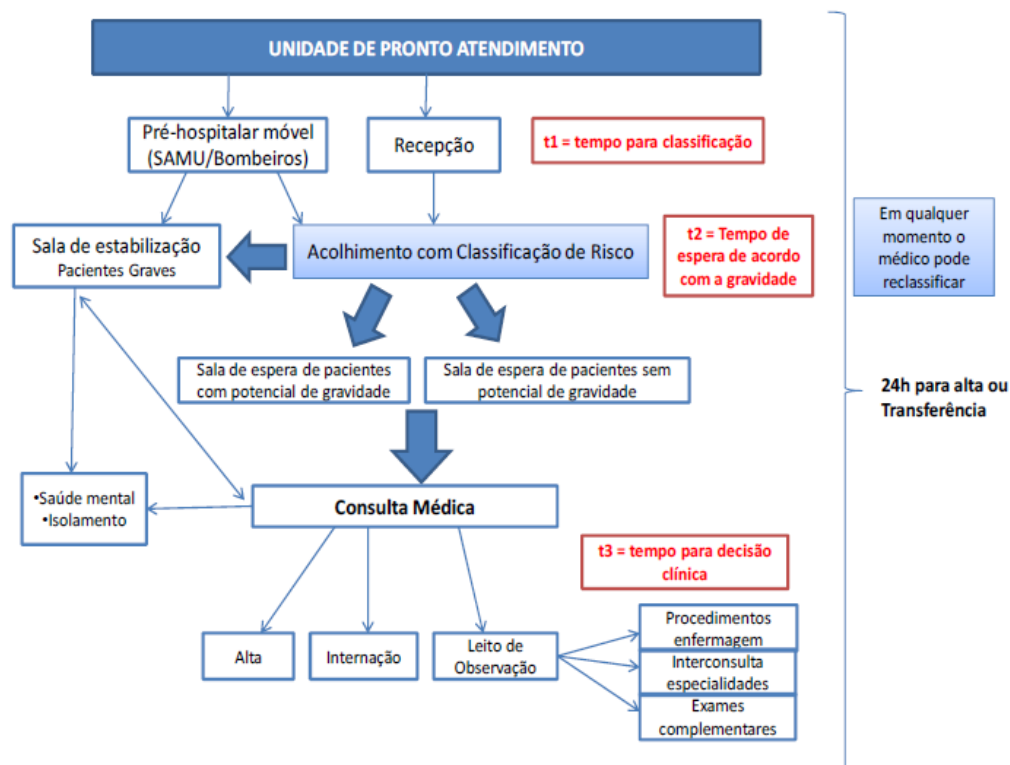 UNIDADE DE PRONTO ATENDIMENTO
Pré-hospitalar móvel
(SAMU/Bombeiros)
Recepção
t1 = tempo para classificação
Sala de estabilização
Pacientes Graves
Acolhimento com Classificação de Risco
t2 = Tempo de
espera de acordo
com a gravidade
Em qualquer
momento o
médico pode
reclassificar
Sala de espera de pacientes
com potencial de gravidade
Sala de espera de pacientes sem
potencial de gravidade
24h para alta ou
Transferência
•Saúde mental
•Isolamento
Consulta Médica
t3 = tempo para decisão
clínica
Alta
Internação
Leito de
Observação
Procedimentos
enfermagem
Interconsulta
especialidades
Exames
complementares